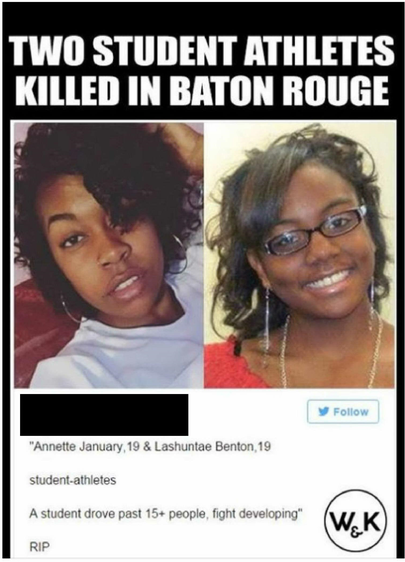 TWO STUDENT ATHLETES
KILLED IN BATON ROUGE
Follow
"Annette January,19 & Lashuntae Benton,19
student-athletes
A student drove past 15+ people, fight developing"
W&K
RIP